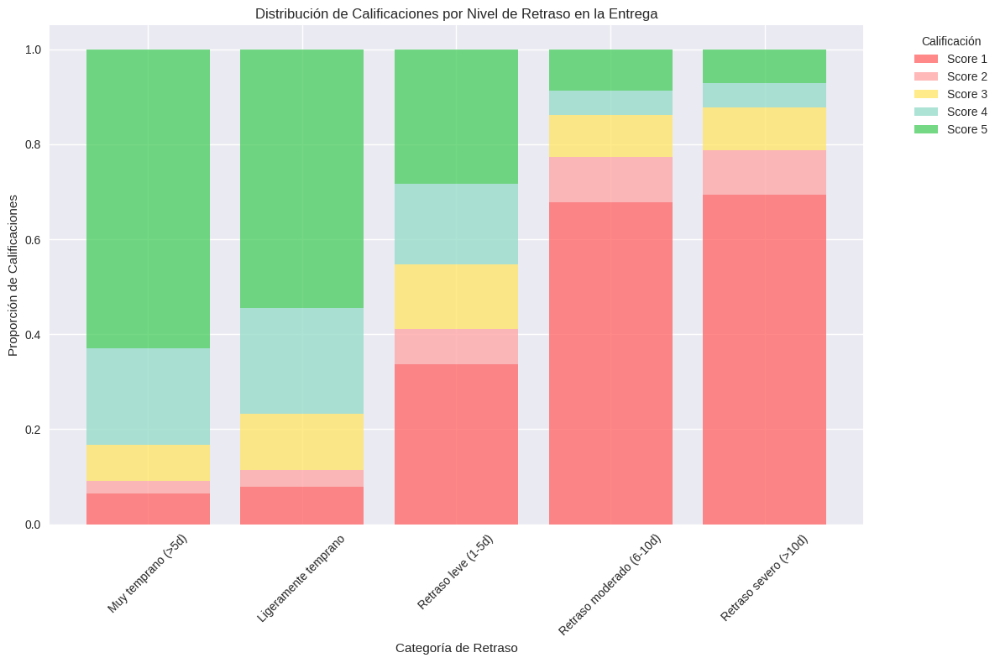 Distribución de Calificaciones por Nivel de Retraso en la Entrega
Calificación
Score 1
Score 2
Score 3
Score 4
Score 5
Proporción de Calificaciones
1.0
0.8
0.6
0.4
0.2
0.0
Muy temprano (>5d)
Ligeramente temprano
Retraso leve (1-5d)
Retraso moderado (6-10d)
Retraso severo (>10d)
Categoría de Retraso